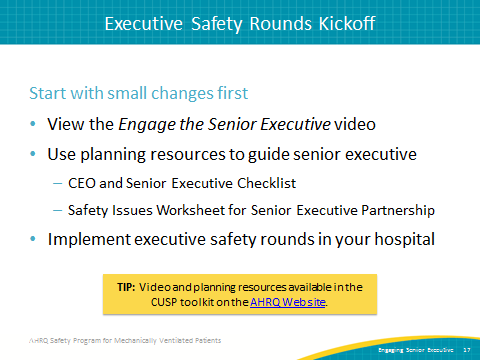 Executive Safety Rounds Kickoff
Start with small changes first
• View the Engage the Senior Executive video
• Use planning resources to guide senior executive
– CEO and Senior Executive Checklist
– Safety Issues Worksheet for Senior Executive Partnership
• Implement executive safety rounds in your hospital
TIP: Video and planning resources available in the
CUSP toolkit on the AHRQ Web site.
AHRQ Safety Program for Mechanically Ventilated Patients
Engaging Senior Executive 17